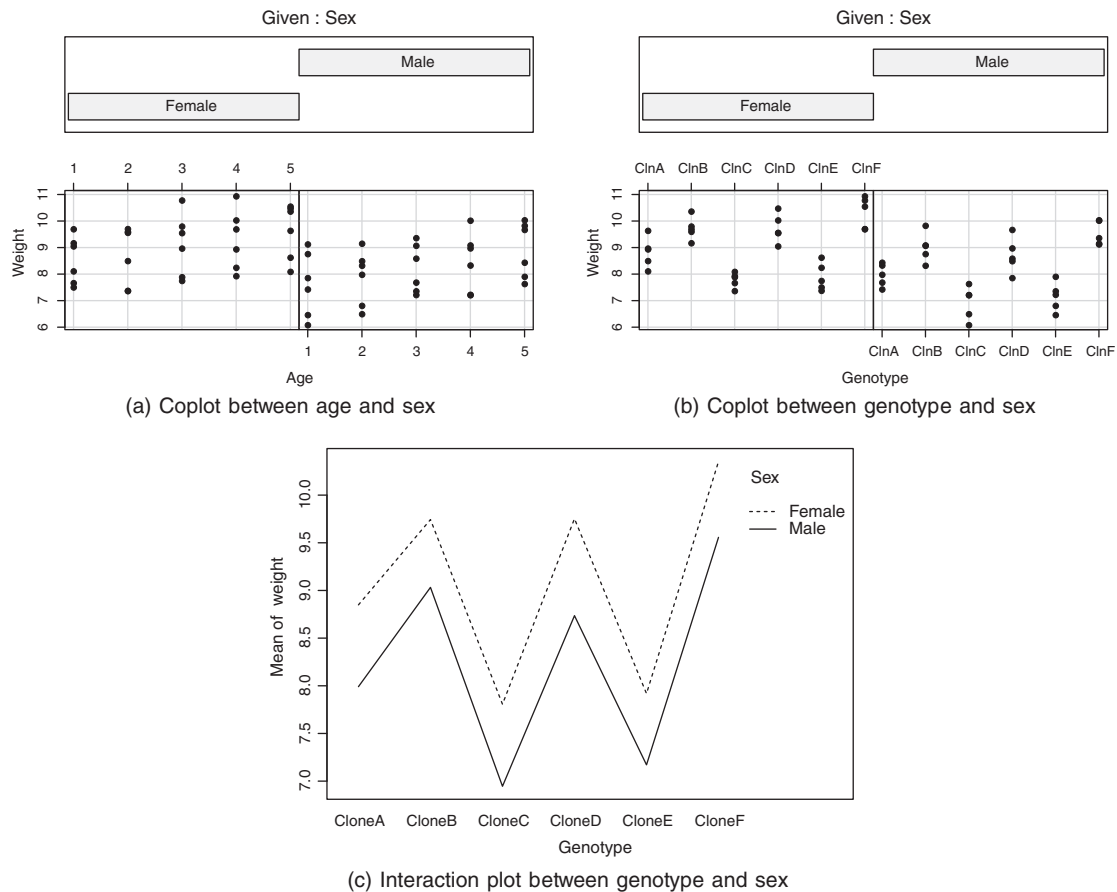 Given : Sex
Male
Female
1 2 3 4 5
Weight
11
10
9
8
7
6
1 2 3 4 5
Age
(a) Coplot between age and sex
Given : Sex
Male
Female
ClnA ClnB ClnC ClnD ClnE ClnF
Weight
11
10
9
8
7
6
ClnA ClnB ClnC ClnD ClnE ClnF
Genotype
(b) Coplot between genotype and sex
Sex
Female
Male
Mean of weight
10.0
9.5
9.0
8.5
8.0
7.5
7.0
CloneA CloneB CloneC CloneD CloneE CloneF
Genotype
(c) Interaction plot between genotype and sex